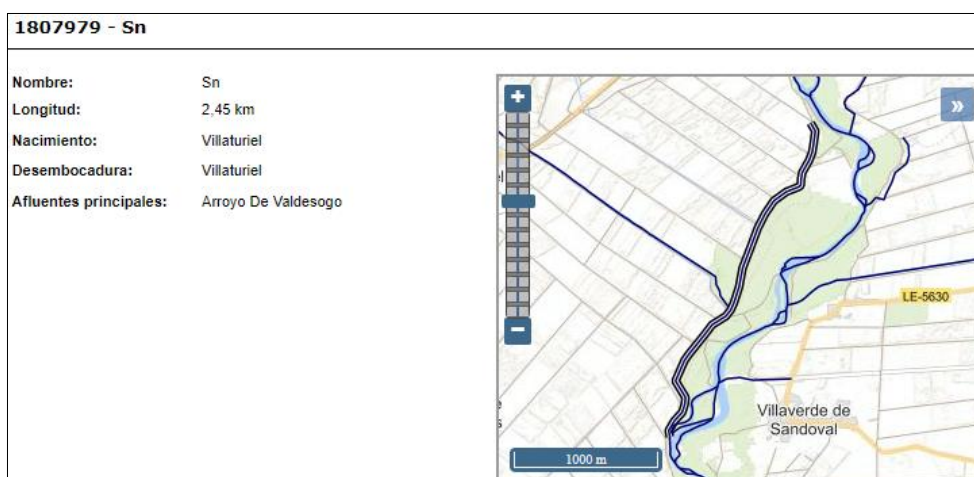 1807979 - Sn
Nombre: Sn
Longitud: 2,45 km
Nacimiento: Villaturiel
Desembocadura: Villaturiel
Afluentes principales: Arroyo De Valdesogo
+
»
LE-5630
Villaverde de
Sandoval
1000 m